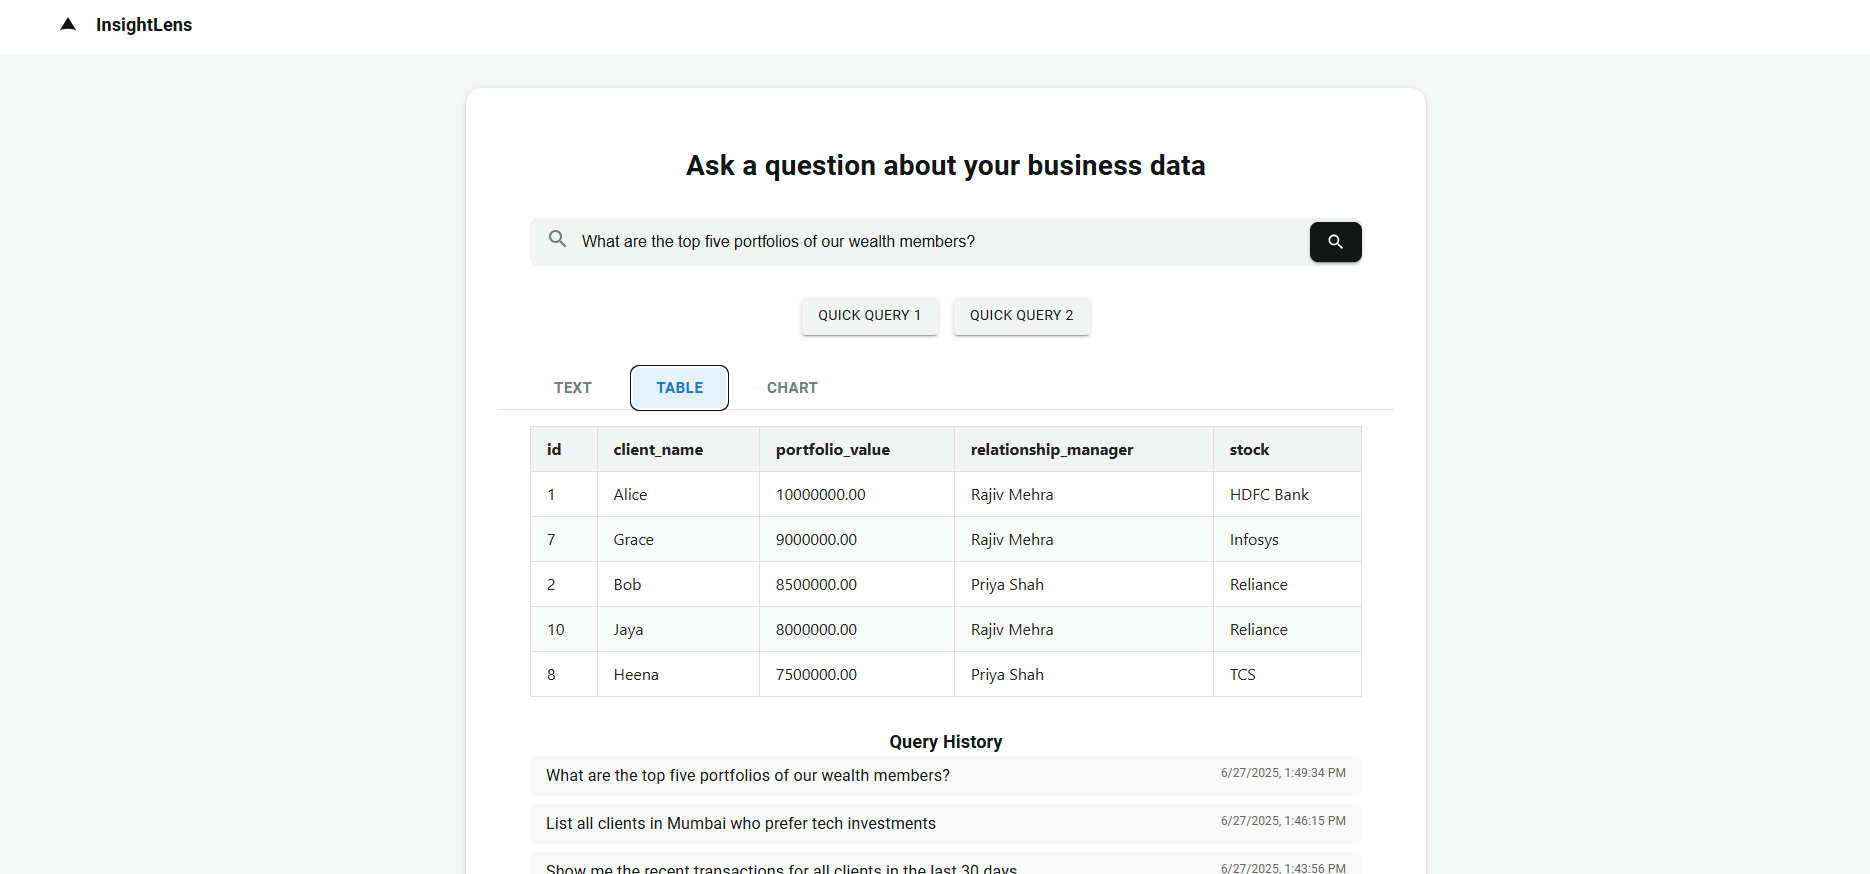 InsightLens
Ask a question about your business data
What are the top five portfolios of our wealth members?
QUICK QUERY 1 QUICK QUERY 2
TEXT TABLE CHART
id client_name portfolio_value relationship_manager stock
1 Alice 10000000.00 Rajiv Mehra HDFC Bank
7 Grace 9000000.00 Rajiv Mehra Infosys
2 Bob 8500000.00 Priya Shah Reliance
10 Jaya 8000000.00 Rajiv Mehra Reliance
8 Heena 7500000.00 Priya Shah TCS
Query History
What are the top five portfolios of our wealth members? 6/27/2025, 1:49:34 PM
List all clients in Mumbai who prefer tech investments 6/27/2025, 1:46:15 PM
Show me the recent transactions for all clients in the last 30 days 6/27/2025, 1:43:56 PM